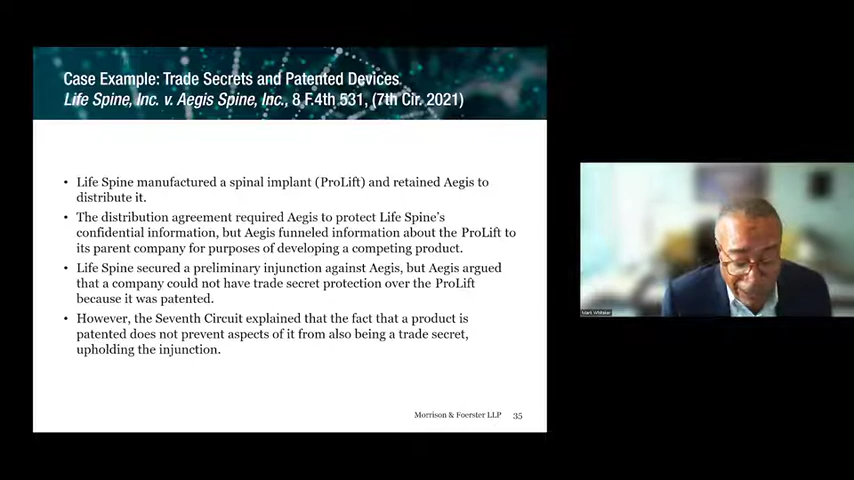 Case Example: Trade Secrets and Patented Devices
Life Spine, Inc. v. Aegis Spine, Inc., 8 F.4th 531, (7th Cir. 2021)
• Life Spine manufactured a spinal implant (ProLift) and retained Aegis to
distribute it.
• The distribution agreement required Aegis to protect Life Spine's
confidential information, but Aegis funneled information about the ProLift to
its parent company for purposes of developing a competing product.
• Life Spine secured a preliminary injunction against Aegis, but Aegis argued
that a company could not have trade secret protection over the ProLift
because it was patented.
• However, the Seventh Circuit explained that the fact that a product is
patented does not prevent aspects of it from also being a trade secret,
upholding the injunction.
Morrison & Foerster LLP 35
Mark Whitaker